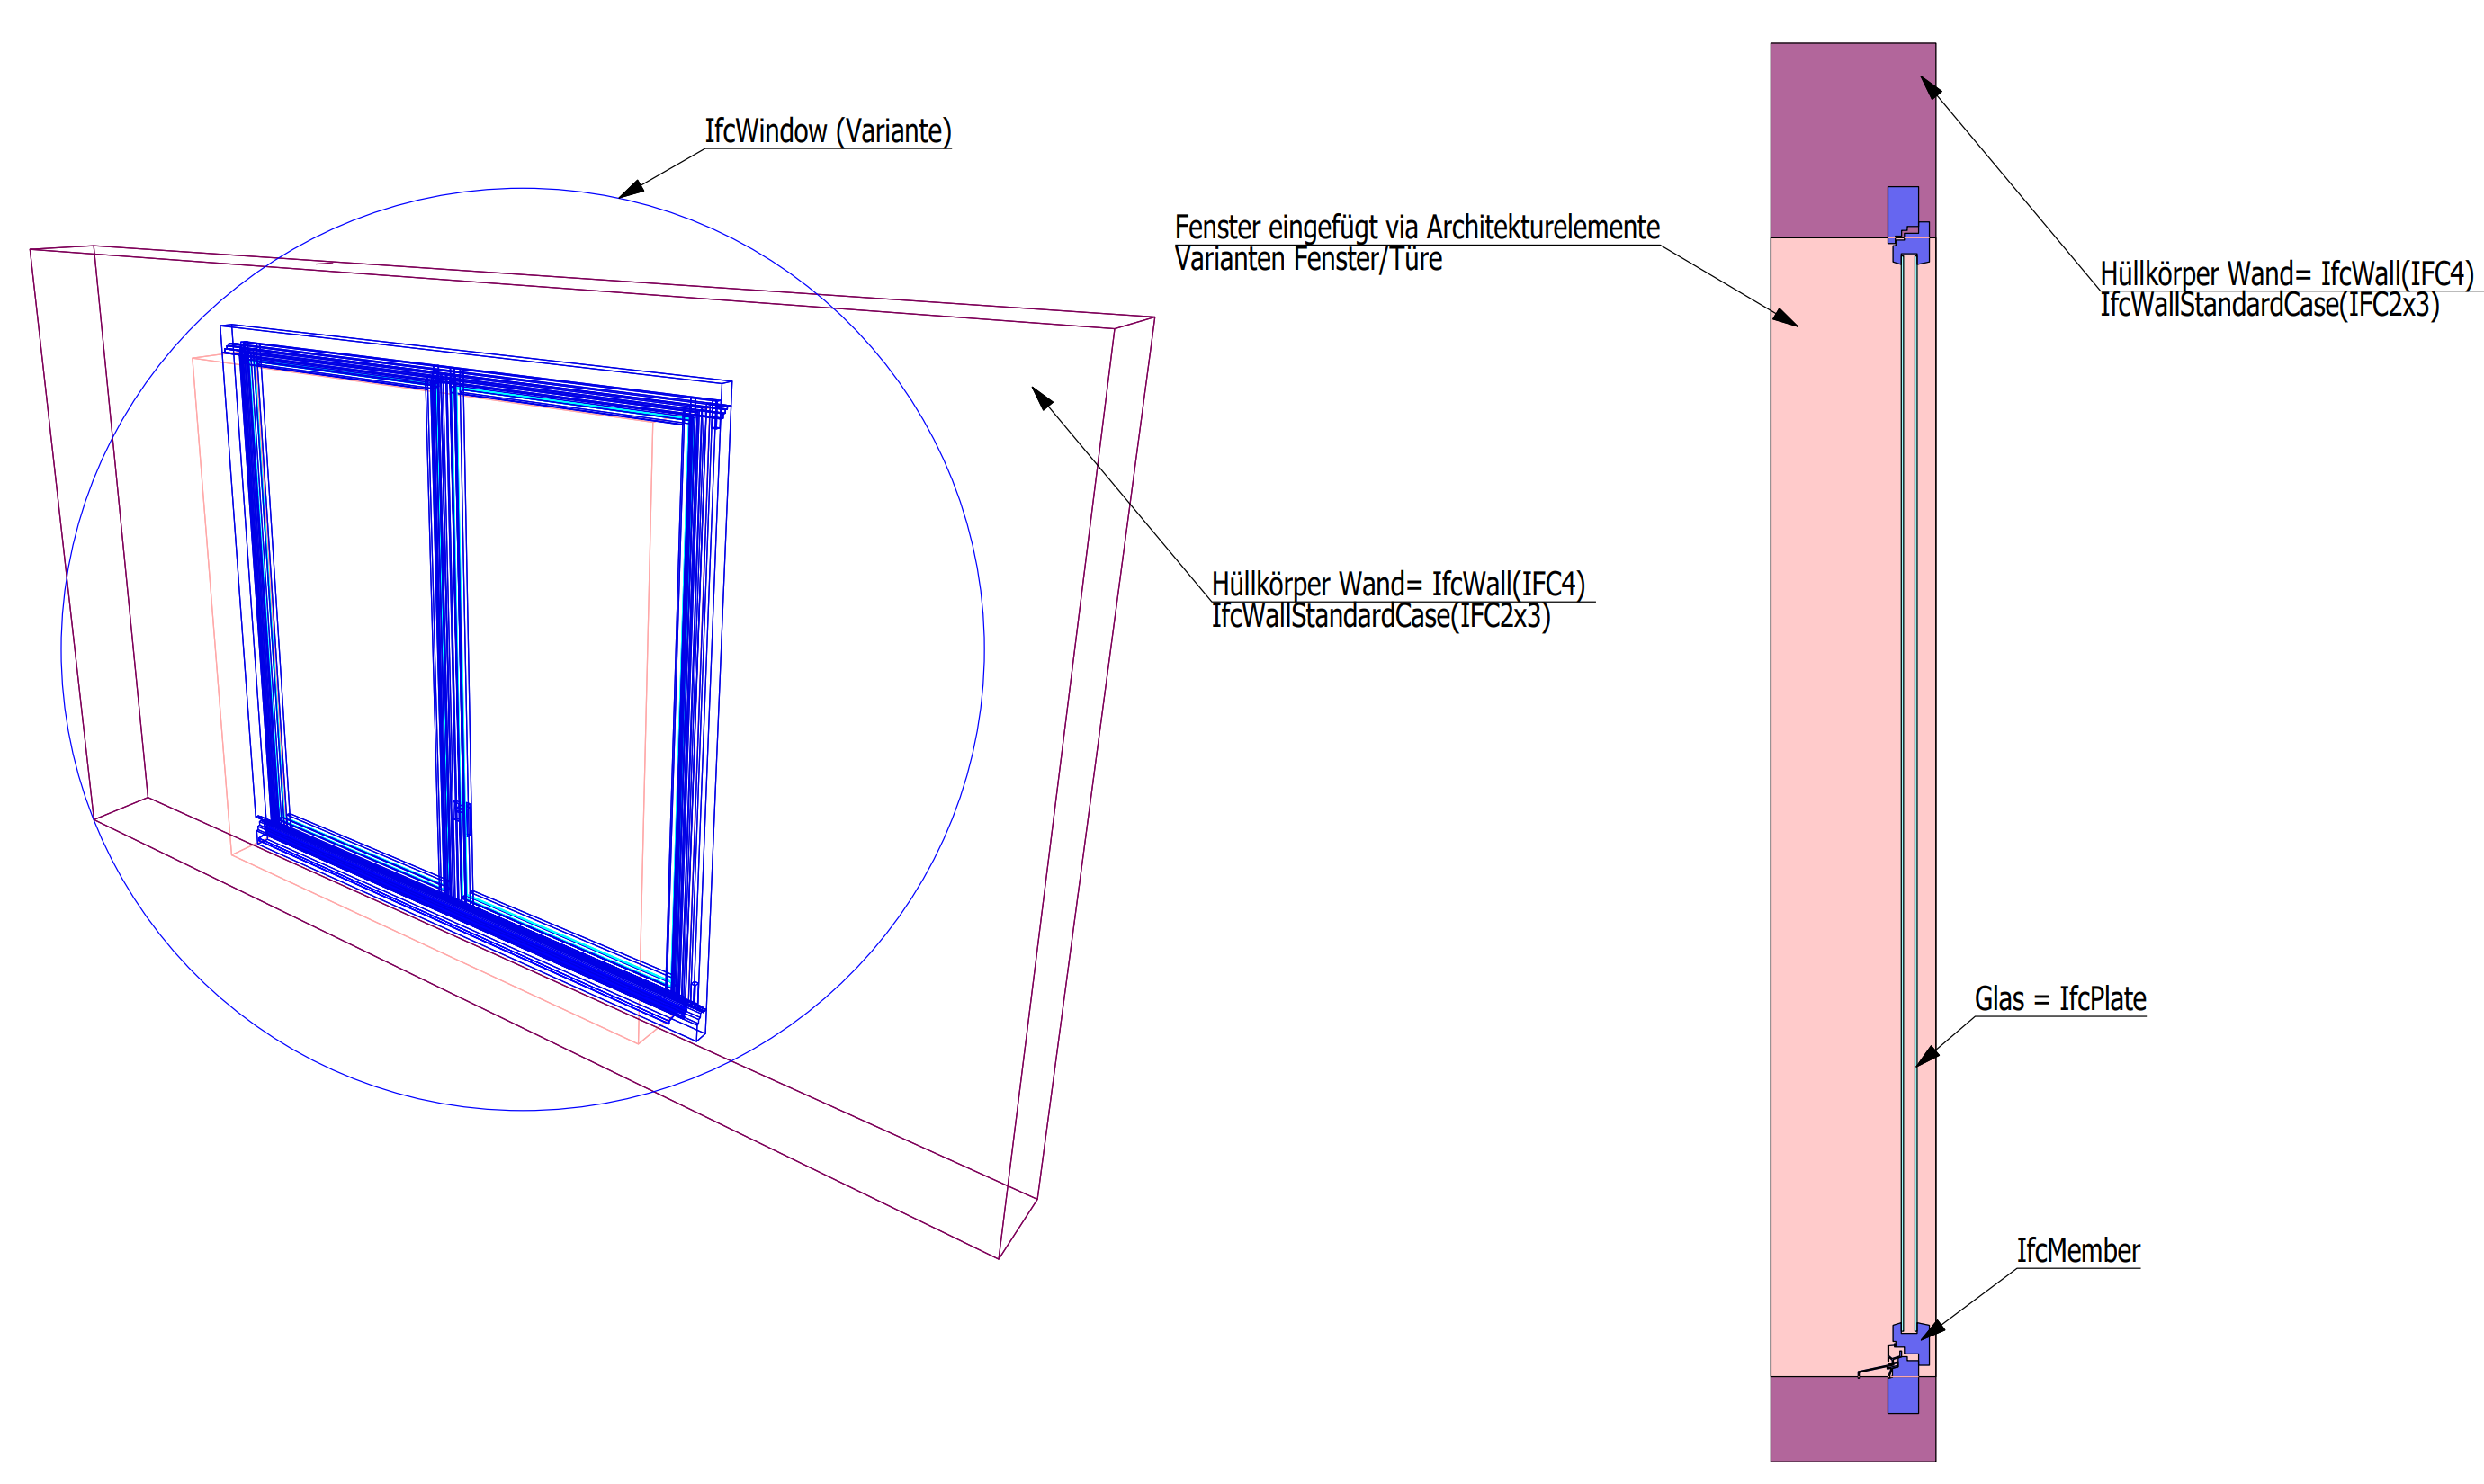 IfcWindow (Variante)
Fenster eingefügt via Architekturelemente
Varianten Fenster/Türe
Hüllkörper Wand= IfcWall(IFC4)
IfcWallStandardCase(IFC2x3)
Hüllkörper Wand= IfcWall(IFC4)
IfcWallStandardCase(IFC2x3)
Glas = IfcPlate
IfcMember